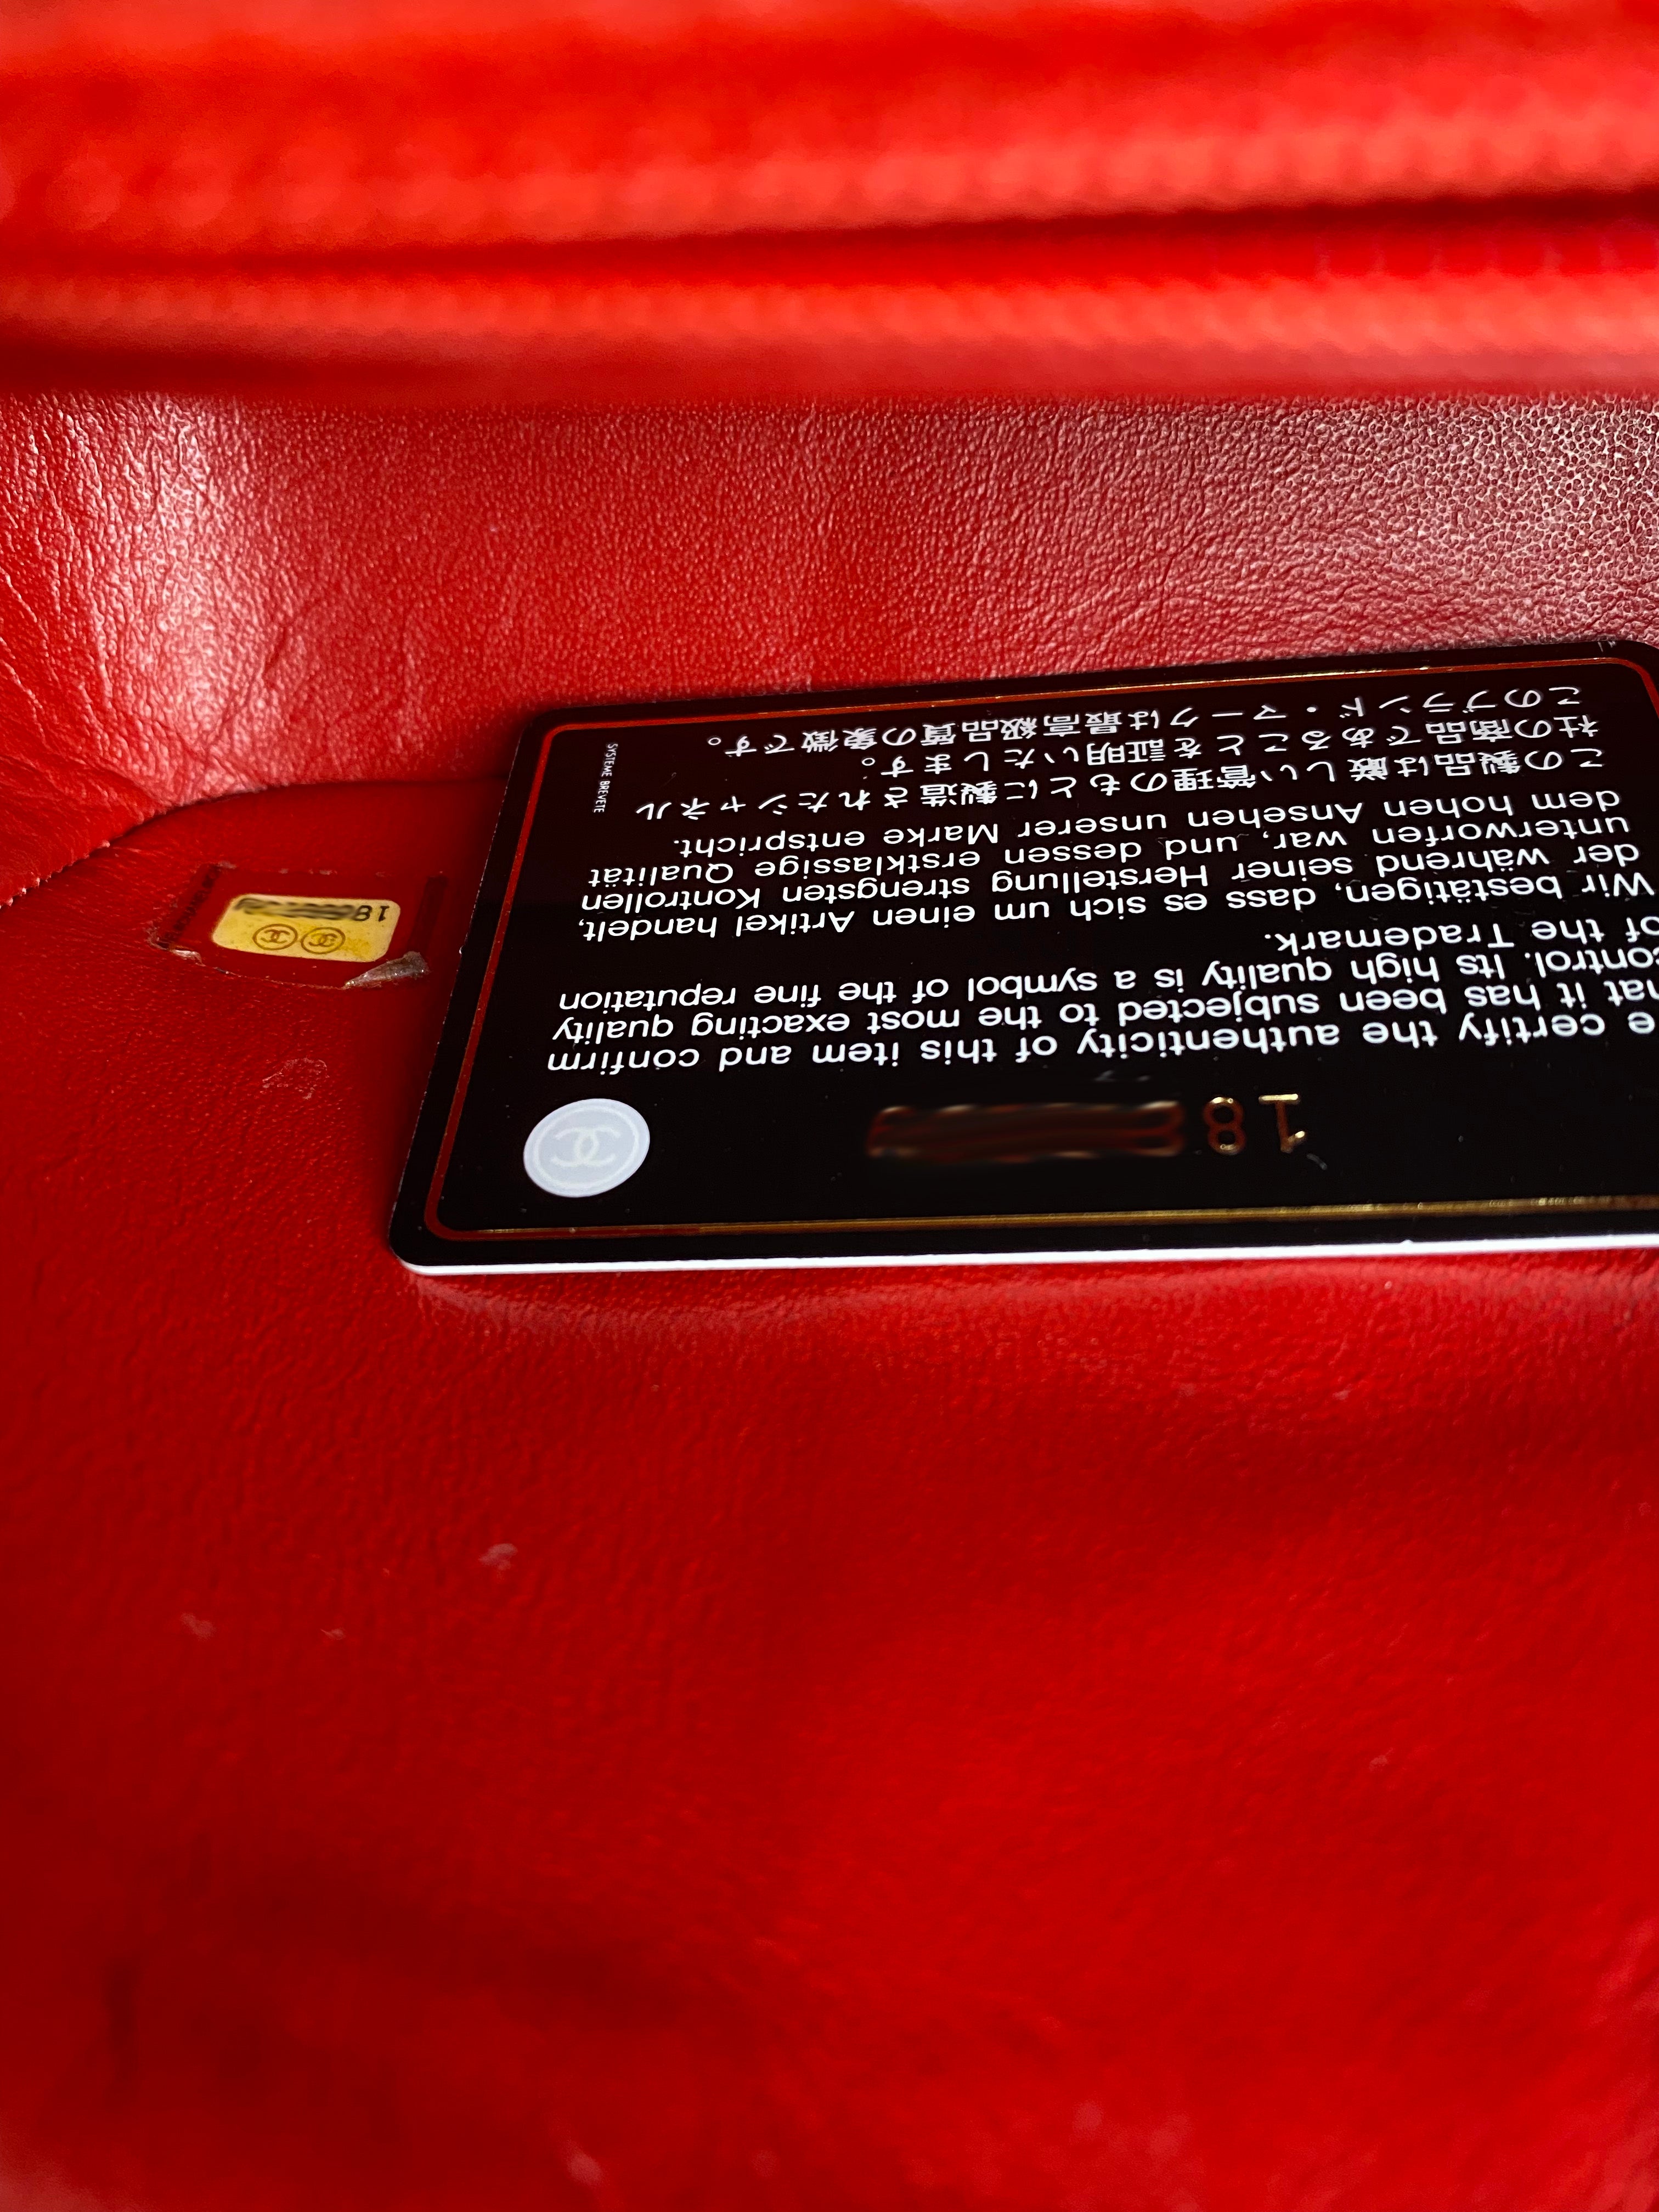 18
18
e certify the authenticity of this item and confirm
hat it has been subjected to the most exacting quality
control. Its high quality is a symbol of the fine reputation
of the Trademark.
Wir bestätigen, dass es sich um einen Artikel handelt,
der während seiner Herstellung strengsten Kontrollen
unterworfen war, und dessen erstklassige Qualität
dem hohen Ansehen unserer Marke entspricht.
この製品は厳しい管理のもとに製造されたシャネル
社の商品であることを証明いたします。
このブランド・マークは最高級品質の象徴です。
SYSTEME BREVETE